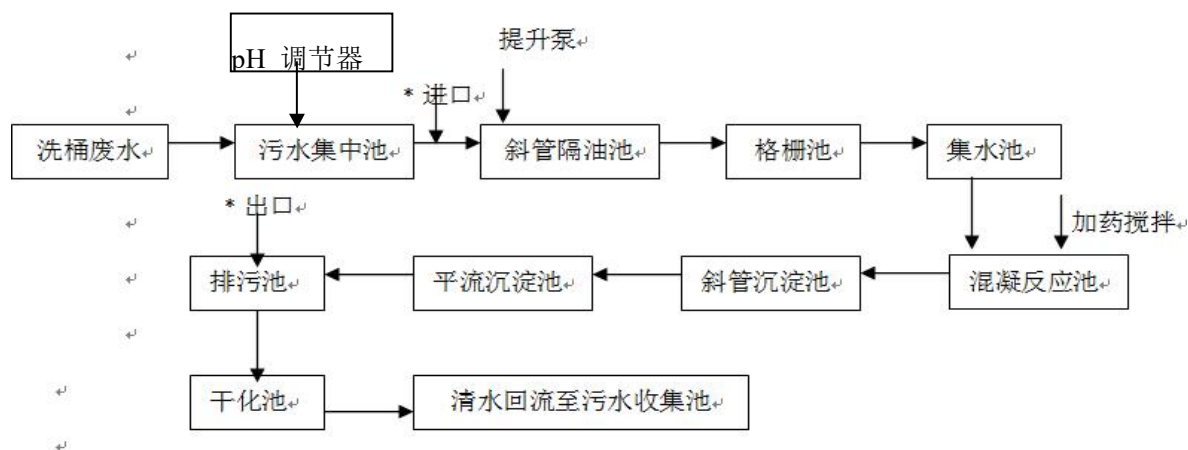 pH 调节器
提升泵
* 进口
洗桶废水
污水集中池
斜管隔油池
格栅池
集水池
* 出口
加药搅拌
排污池
平流沉淀池
斜管沉淀池
混凝反应池
干化池
清水回流至污水收集池